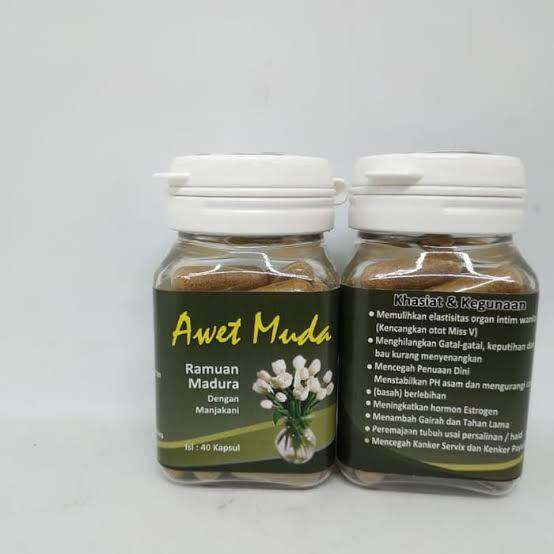 Awet Muda
Ramuan
Madura
Dengan
Manjakani
Isi : 40 Kapsul
Khasiat & Kegunaan
• Memulihkan elastisitas organ intim
(Kencangkan otot Miss V)
• Menghilangkan Gatal-gatal, keputihan
bau kurang menyenangkan
• Mencegah Penuaan Dini
Menstabilkan PH asam dan mengurangi
• (basah) berlebihan
• Meningkatkan hormon Estrogen
• Menambah Gairah dan Tahan Lama
• Peremajaan tubuh usai persalinan / haid
• Mencegah Kanker Servix dan Kenker